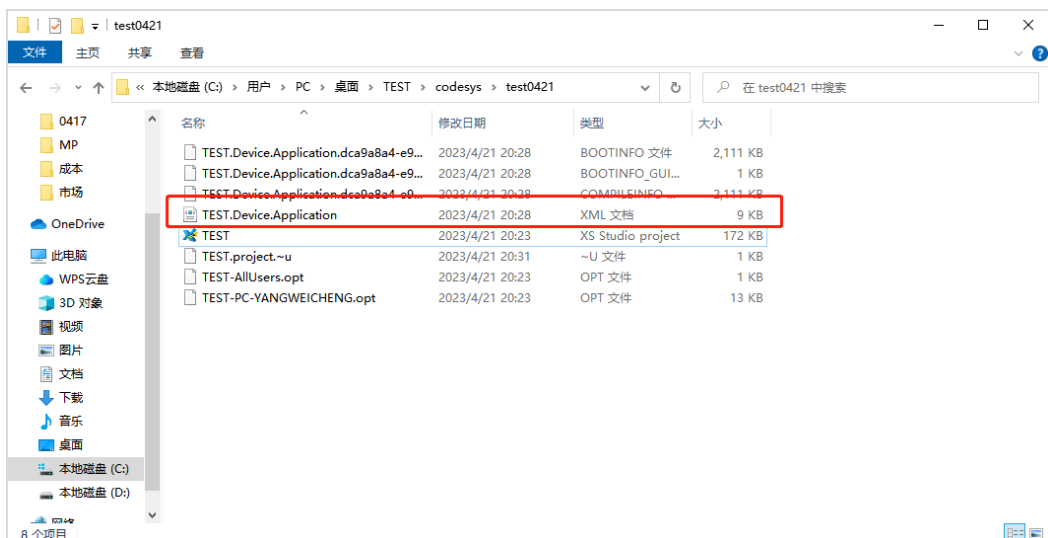 test0421
文件 主页 共享 查看
« 本地磁盘 (C:) › 用户 › PC › 桌面 › TEST › codesys › test0421 在 test0421 中搜索
名称 修改日期 类型 大小
TEST.Device.Application.dca9a8a4-e9... 2023/4/21 20:28 BOOTINFO 文件 2,111 KB
TEST.Device.Application.dca9a8a4-e9... 2023/4/21 20:28 BOOTINFO_GUI... 1 KB
TEST.Device.Application.dca9a8a4-e9... 2023/4/21 20:28 COMPILEINFO ... 2,111 KB
TEST.Device.Application 2023/4/21 20:28 XML 文档 9 KB
TEST 2023/4/21 20:23 XS Studio project 172 KB
TEST.project.~u 2023/4/21 20:31 ~U 文件 1 KB
TEST-AllUsers.opt 2023/4/21 20:23 OPT 文件 1 KB
TEST-PC-YANGWEICHENG.opt 2023/4/21 20:23 OPT 文件 13 KB
0417
MP
成本
市场
OneDrive
此电脑
WPS云盘
3D 对象
视频
图片
文档
下载
音乐
桌面
本地磁盘 (C:)
本地磁盘 (D:)
网络
8 个项目